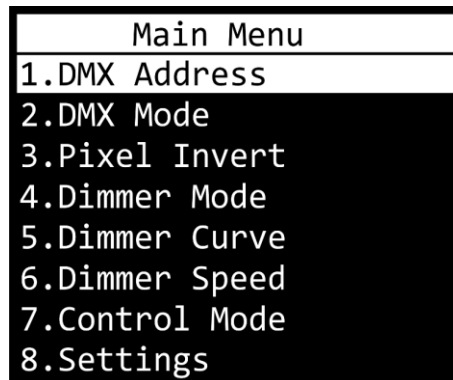 Main Menu
1.DMX Address
2.DMX Mode
3.Pixel Invert
4.Dimmer Mode
5.Dimmer Curve
6.Dimmer Speed
7.Control Mode
8.Settings